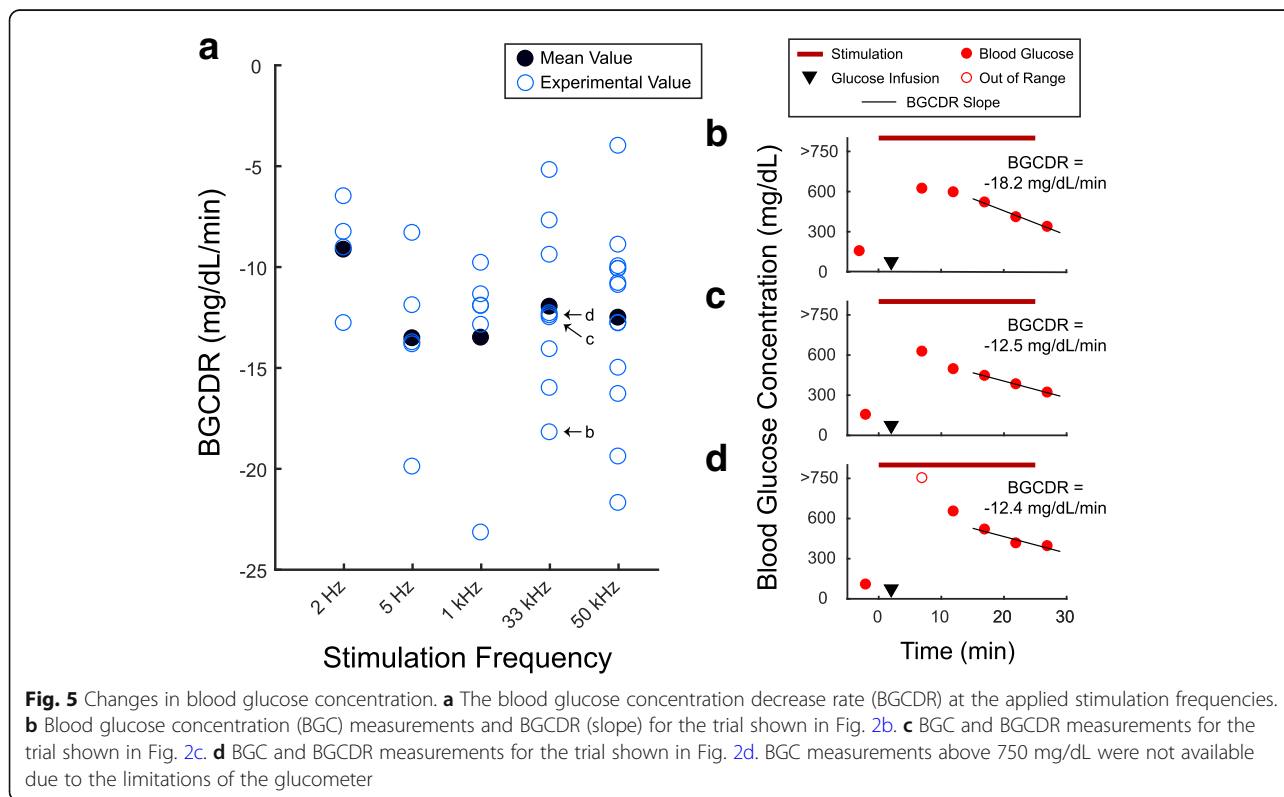 a
Mean Value
Experimental Value
0
-5
-10
-15
-20
-25
BGCDR (mg/dL/min)
d
c
b
2 Hz
5 Hz
1 kHz
33 kHz
50 kHz
Stimulation Frequency
Stimulation
Blood Glucose
Glucose Infusion
Out of Range
BGCDR Slope
Blood Glucose Concentration (mg/dL)
b
>750
600
300
0
BGCDR =
-18.2 mg/dL/min
c
>750
600
300
0
BGCDR =
-12.5 mg/dL/min
d
>750
600
300
0
BGCDR =
-12.4 mg/dL/min
0
10
20
30
Time (min)
Fig. 5 Changes in blood glucose concentration. a The blood glucose concentration decrease rate (BGCDR) at the applied stimulation frequencies.
b Blood glucose concentration (BGC) measurements and BGCDR (slope) for the trial shown in Fig. 2b. c BGC and BGCDR measurements for the
trial shown in Fig. 2c. d BGC and BGCDR measurements for the trial shown in Fig. 2d. BGC measurements above 750 mg/dL were not available
due to the limitations of the glucometer